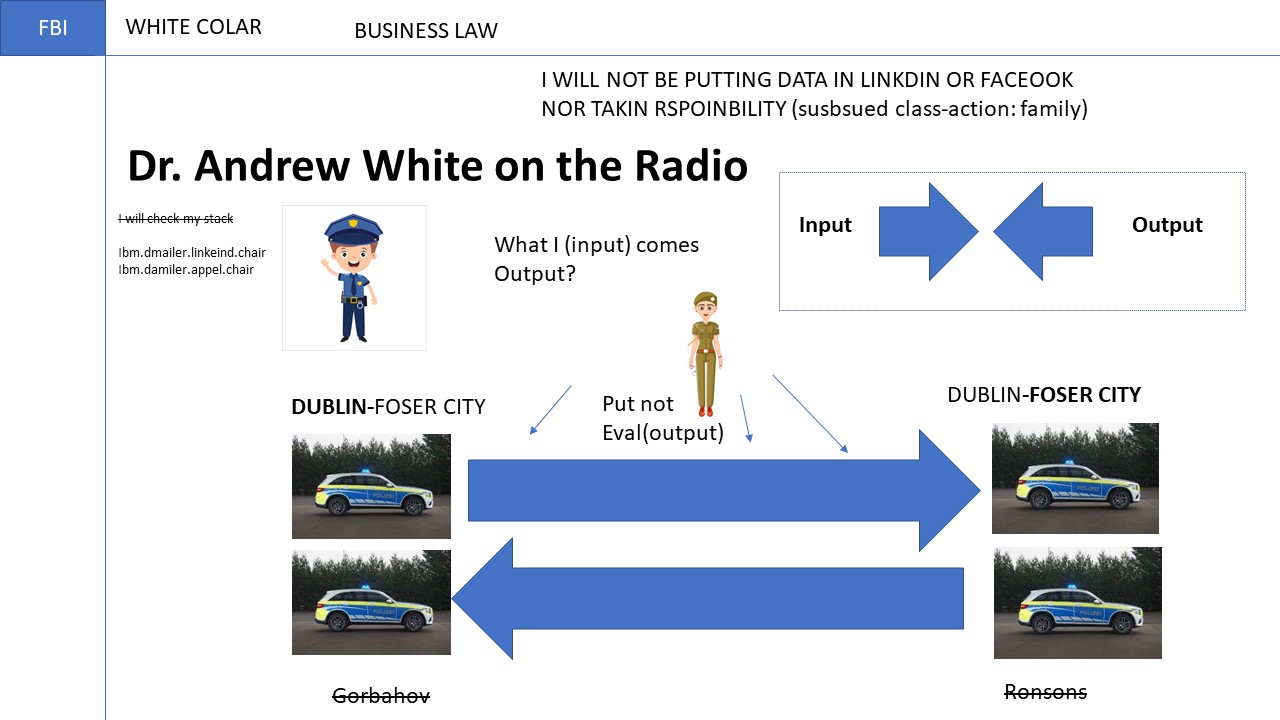 FBI
WHITE COLAR
BUSINESS LAW
I WILL NOT BE PUTTING DATA IN LINKDIN OR FACEOOK
NOR TAKIN RSPOINBILITY (susbsued class-action: family)
Dr. Andrew White on the Radio
I will check my stack
Ibm.dmailer.linkeind.chair
Ibm.damiler.appel.chair
What I (input) comes
Output?
Input
Output
Put not
Eval(output)
DUBLIN-FOSER CITY
DUBLIN-FOSER CITY
POLIZEI
POLIZEI
POLIZEI
POLIZEI
Gorbahov
Ronsons